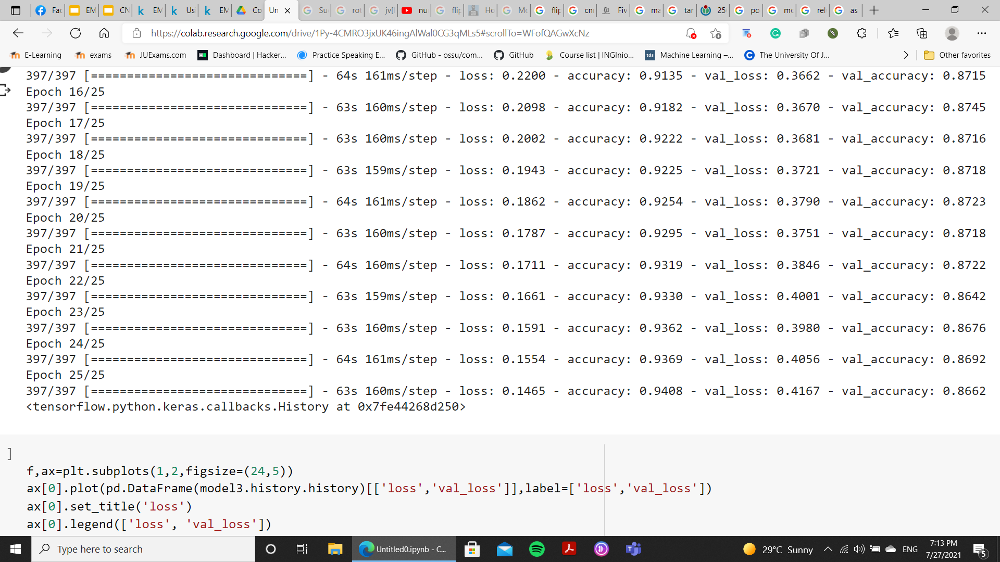 Fac
EM
CN
EM
Us
EM
Co
Un
Su
rot
jv[
nu
flip
Ho
Mo
flip
cn
Fiv
ma
tar
25
po
mo
rel
as
https://colab.research.google.com/drive/1Py-4CMRO3jxUK46ingAlWal0CG3qMLs5#scrollTo=WFofQAGwXcNz
E-Learning
exams
JUExams.com
Dashboard | Hacker...
Practice Speaking E...
GitHub - ossu/com...
GitHub
Course list | INGInio...
tds
Machine Learning –...
The University Of J...
Other favorites
397/397 [==============================] - 64s 161ms/step - loss: 0.2200 - accuracy: 0.9135 - val_loss: 0.3662 - val_accuracy: 0.8715
Epoch 16/25
397/397 [==============================] - 63s 160ms/step - loss: 0.2098 - accuracy: 0.9182 - val_loss: 0.3670 - val_accuracy: 0.8745
Epoch 17/25
397/397 [==============================] - 63s 160ms/step - loss: 0.2002 - accuracy: 0.9222 - val_loss: 0.3681 - val_accuracy: 0.8716
Epoch 18/25
397/397 [==============================] - 63s 159ms/step - loss: 0.1943 - accuracy: 0.9225 - val_loss: 0.3721 - val_accuracy: 0.8718
Epoch 19/25
397/397 [==============================] - 64s 161ms/step - loss: 0.1862 - accuracy: 0.9254 - val_loss: 0.3790 - val_accuracy: 0.8723
Epoch 20/25
397/397 [==============================] - 63s 160ms/step - loss: 0.1787 - accuracy: 0.9295 - val_loss: 0.3751 - val_accuracy: 0.8718
Epoch 21/25
397/397 [==============================] - 64s 160ms/step - loss: 0.1711 - accuracy: 0.9319 - val_loss: 0.3846 - val_accuracy: 0.8722
Epoch 22/25
397/397 [==============================] - 63s 159ms/step - loss: 0.1661 - accuracy: 0.9330 - val_loss: 0.4001 - val_accuracy: 0.8642
Epoch 23/25
397/397 [==============================] - 63s 160ms/step - loss: 0.1591 - accuracy: 0.9362 - val_loss: 0.3980 - val_accuracy: 0.8676
Epoch 24/25
397/397 [==============================] - 64s 161ms/step - loss: 0.1554 - accuracy: 0.9369 - val_loss: 0.4056 - val_accuracy: 0.8692
Epoch 25/25
397/397 [==============================] - 63s 160ms/step - loss: 0.1465 - accuracy: 0.9408 - val_loss: 0.4167 - val_accuracy: 0.8662
<tensorflow.python.keras.callbacks.History at 0x7fe44268d250>
]
f,ax=plt.subplots(1,2,figsize=(24,5))
ax[0].plot(pd.DataFrame(model3.history.history)[['loss','val_loss']],label=['loss','val_loss'])
ax[0].set_title('loss')
ax[0].legend(['loss', 'val_loss'])
Type here to search
Untitled0.ipynb - C...
29°C Sunny
ENG
7:13 PM
7/27/2021
5